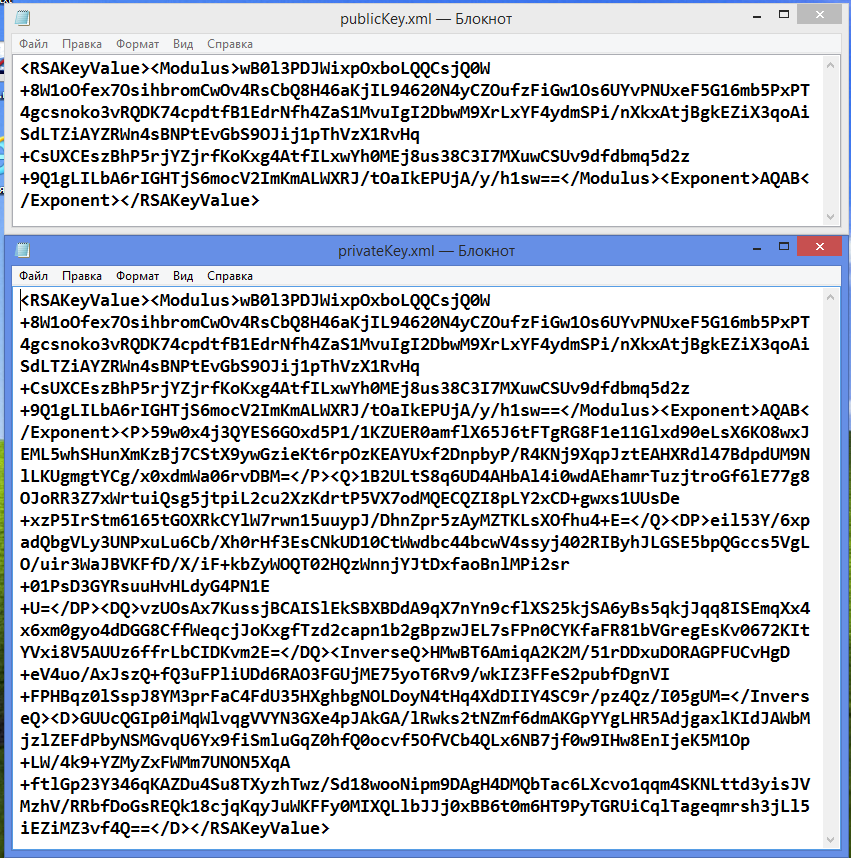 publicKey.xml — Блокнот
Файл Правка Формат Вид Справка
<RSAKeyValue><Modulus>wB0l3PDJWixpOxboLQQCsjQ0W
+8W1oOfex7OsihbromCwOv4RsCbQ8H46aKjIL94620N4yCZOufzFiGw1Os6UYvPNUxeF5G16mb5PxPT
4gcsnoko3vRQDK74cpdtfB1EdrNfh4ZaS1MvuIgI2DbwM9XrLxYF4ydmSPi/nXkxAtjBgkEZiX3qoAi
SdLTZiAYZRWn4sBNPtEvGbS9OJij1pThVzX1RvHq
+CsUXCEszBhP5rjYZjrfKoKxg4AtfILxwYh0MEj8us38C3I7MXuwCSUv9dfdbmq5d2z
+9Q1gLILbA6rIGHTjS6mocV2ImKmALWXRJ/tOaIkEPUjA/y/h1sw==</Modulus><Exponent>AQAB<
/Exponent></RSAKeyValue>
privateKey.xml — Блокнот
Файл Правка Формат Вид Справка
<RSAKeyValue><Modulus>wB0l3PDJWixpOxboLQQCsjQ0W
+8W1oOfex7OsihbromCwOv4RsCbQ8H46aKjIL94620N4yCZOufzFiGw1Os6UYvPNUxeF5G16mb5PxPT
4gcsnoko3vRQDK74cpdtfB1EdrNfh4ZaS1MvuIgI2DbwM9XrLxYF4ydmSPi/nXkxAtjBgkEZiX3qoAi
SdLTZiAYZRWn4sBNPtEvGbS9OJij1pThVzX1RvHq
+CsUXCEszBhP5rjYZjrfKoKxg4AtfILxwYh0MEj8us38C3I7MXuwCSUv9dfdbmq5d2z
+9Q1gLILbA6rIGHTjS6mocV2ImKmALWXRJ/tOaIkEPUjA/y/h1sw==</Modulus><Exponent>AQAB<
/Exponent><P>59w0x4j3QYES6GOxd5P1/1KZUER0amflX65J6tFTgRG8F1e11Glxd90eLsX6KO8wxJ
EML5whSHunXmKzBj7CStX9ywGzieKt6rpOzKEAYUxf2DnpbyP/R4KNj9XqpJztEAHXRdl47BdpdUM9N
lLKUgmgtYCg/x0xdmWa06rvDBM=</P><Q>1B2ULtS8q6UD4AHbAl4i0wdAEhamrTuzjtroGf6lE77g8
OJoRR3Z7xWrtuiQsg5jtpiL2cu2XzKdrtP5VX7odMQECQZI8pLY2xCD+gwxs1UUsDe
+xzP5IrStm6165tGOXRkCYlW7rwn15uuypJ/DhnZpr5zAyMZTKLsXOfhu4+E=</Q><DP>eil53Y/6xp
adQbgVLy3UNPxuLu6Cb/Xh0rHf3EsCNkUD10CtWwdbc44bcwV4ssyj402RIByhJLGSE5bpQGccs5VgL
O/uir3WaJBVKFfD/X/iF+kbZyWOQT02HQzWnnjYJtDxfaoBnlMPi2sr
+01PsD3GYRsuuHvHLdyG4PN1E
+U=</DP><DQ>vzUOsAx7KussjBCAISlEkSBXBDdA9qX7nYn9cflXS25kjSA6yBs5qkjJqq8ISEmqXx4
x6xm0gyo4dDGG8CffWeqcjJoKxgfTzd2capn1b2gBpzwJEL7sFPn0CYKfaFR81bVGregEsKv0672KIt
YVxi8V5AUUz6ffrLbCIDKvm2E=</DQ><InverseQ>HMwBT6AmiqA2K2M/51rDDxuDORAGPFUCvHgD
+eV4uo/AxJszQ+fQ3uFPliUDd6RAO3FGUjME75yoT6Rv9/wkIZ3FFeS2pubfDgnVI
+FPHBqz0lSspJ8YM3prFaC4FdU35HXghbgNOLDoyN4tHq4XdDIIY4SC9r/pz4Qz/I05gUM=</Invers
eQ><D>GUUcQGIp0iMqWlvqgVVYN3GXe4pJAkGA/lRwks2tNZmf6dmAKGpYYgLHR5AdjgaxlKIdJAWbM
jzlZEFdPbyNSMGvqU6Yx9fiSmluGqZ0hfQ0ocvf5OfVCb4QLx6NB7jf0w9IHw8EnIjeK5M1Op
+LW/4k9+YZMyZxFWMm7UNON5XqA
+ftlGp23Y346qKAZDu4Su8TXyzhTwz/Sd18wooNipm9DAgH4DMQbTac6LXcvo1qqm4SKNLttd3yisJV
MzhV/RRbfDoGsREQk18cjqKqyJuWKFFy0MIXQLlbJJj0xBB6t0m6HT9PyTGRUiCqlTageqmrsh3jLl5
iEZiMZ3vf4Q==</D></RSAKeyValue>